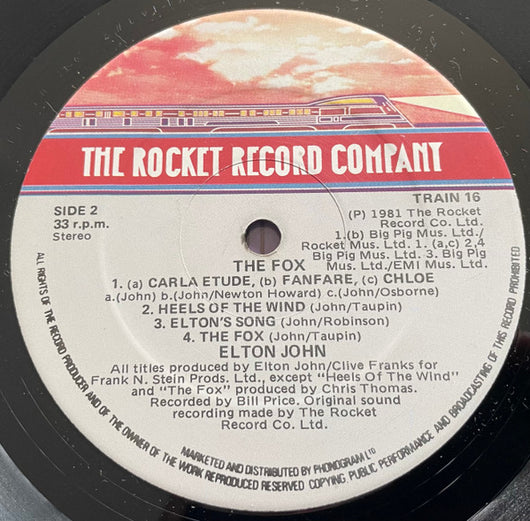 THE ROCKET RECORD COMPANY
TRAIN 16
SIDE 2
33 r.p.m.
Stereo
(P) 1981 The Rocket
Record Co. Ltd.
1.(b) Big Pig Mus. Ltd./
Rocket Mus. Ltd. 1. (a,c) 2,4
Big Pig Mus. Ltd. 3. Big Pig
Mus. Ltd./EMI Mus. Ltd.
THE FOX
1. (a) CARLA ETUDE, (b) FANFARE, (c) CHLOE
a.(John) b.(John/Newton Howard) c.(John/Osborne)
2. HEELS OF THE WIND (John/Taupin)
3. ELTON'S SONG (John/Robinson)
4. THE FOX (John/Taupin)
ELTON JOHN
All titles produced by Elton John/Clive Franks for
Frank N. Stein Prods. Ltd., except "Heels Of The Wind"
and "The Fox" produced by Chris Thomas.
Recorded by Bill Price. Original sound
recording made by The Rocket
Record Co. Ltd.
MARKETED AND DISTRIBUTED BY PHONOGRAM LTD
ALL RIGHTS OF THE RECORD PRODUCER AND OF THE OWNER OF THE WORK REPRODUCED RESERVED COPYING, PUBLIC PERFORMANCE AND BROADCASTING OF THIS RECORD PROHIBITED